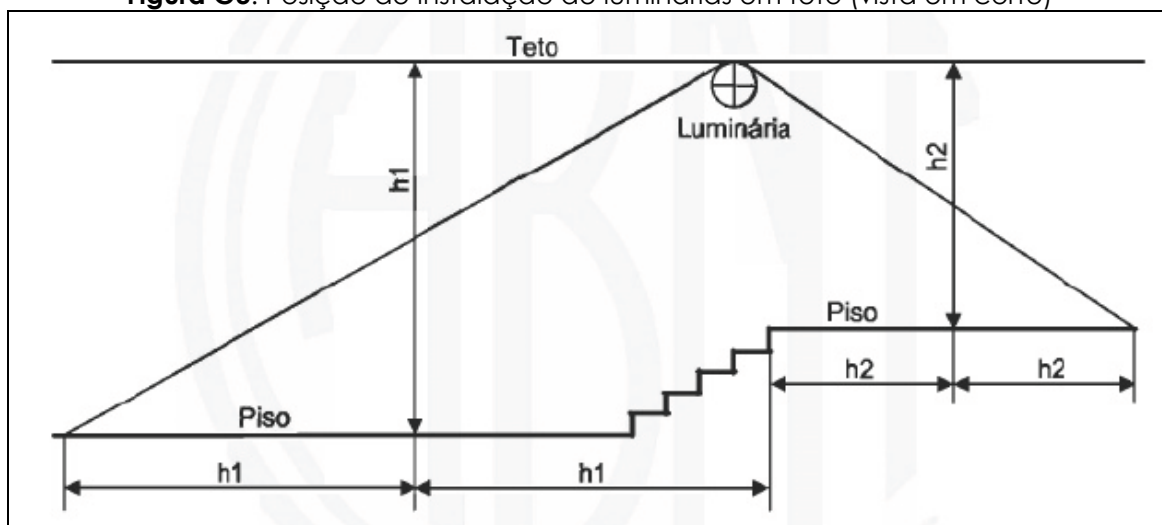 Figura Posição de instalação de luminárias em teto (vista em corte)
Teto
Luminária
h1
h2
Piso
h2
h2
Piso
h1
h1